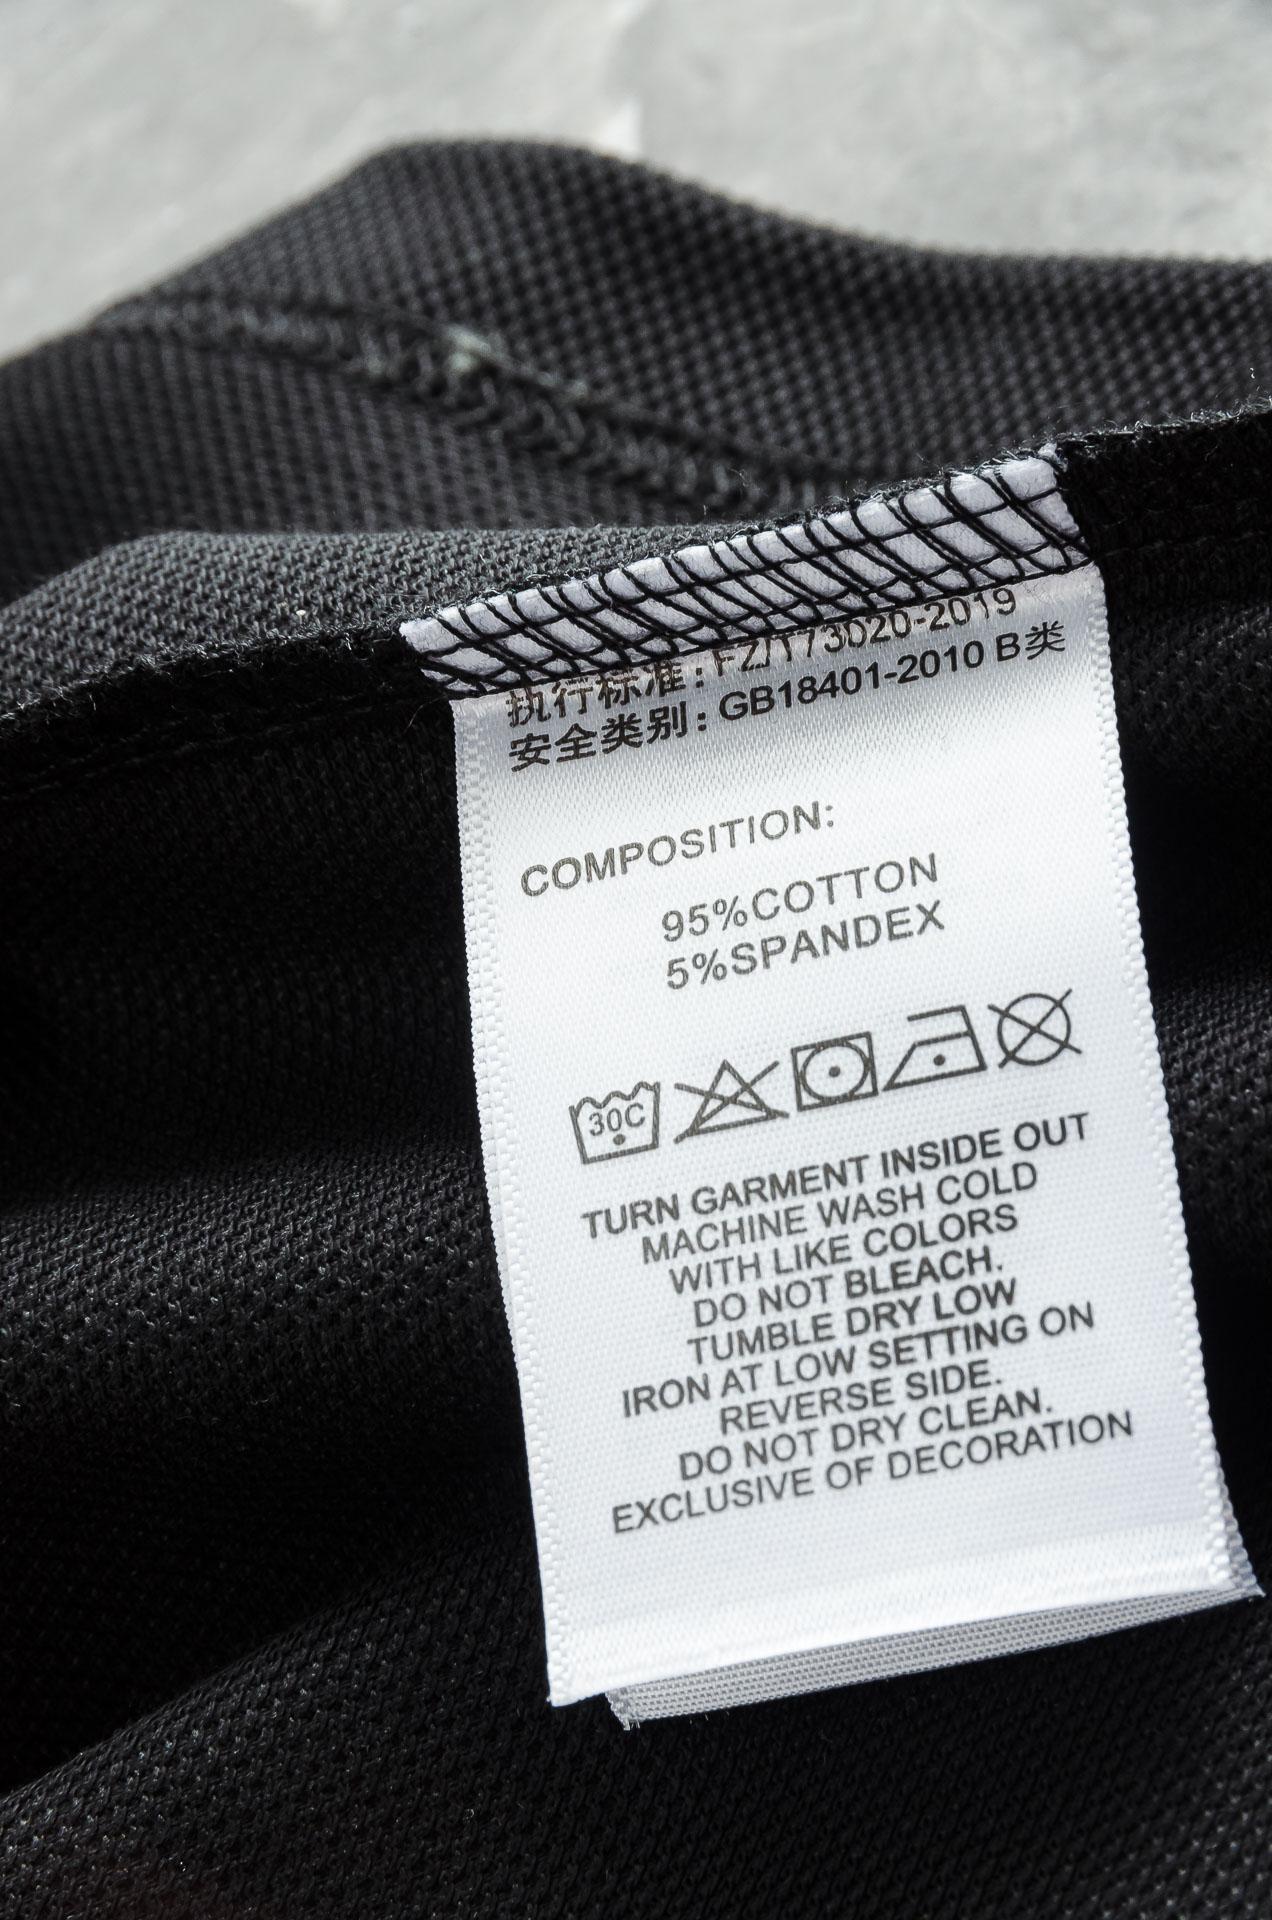 执行标准：FZ/T73020-2019
安全类别：GB18401-2010 B类
COMPOSITION:
95%COTTON
5%SPANDEX
30C
TURN GARMENT INSIDE OUT
MACHINE WASH COLD
WITH LIKE COLORS
DO NOT BLEACH.
TUMBLE DRY LOW
IRON AT LOW SETTING ON
REVERSE SIDE.
DO NOT DRY CLEAN.
EXCLUSIVE OF DECORATION